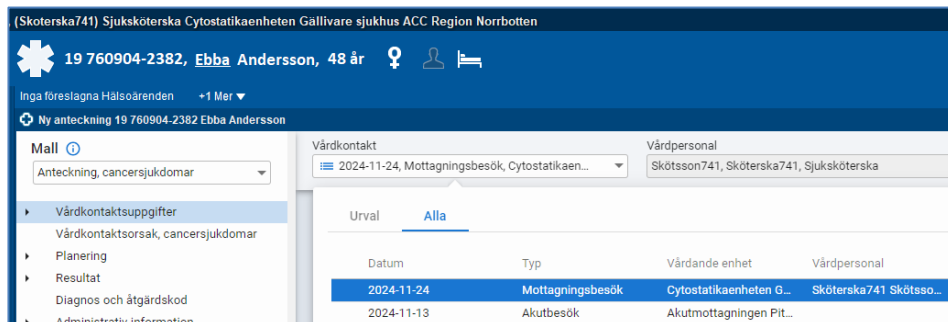 (Skoterska741) Sjuksköterska Cytostatikaenheten Gällivare sjukhus ACC Region Norrbotten
19 760904-2382, Ebba Andersson, 48 år
Inga föreslagna Hälsoärenden +1 Mer
Ny anteckning 19 760904-2382 Ebba Andersson
Mall
Anteckning, cancersjukdomar
Vårdkontaktsuppgifter
Vårdkontaktsorsak, cancersjukdomar
Planering
Resultat
Diagnos och åtgärdskod
Administrativ information
Vårdkontakt
2024-11-24, Mottagningsbesök, Cytostatikaen...
Vårdpersonal
Skötsson741, Sköterska741, Sjuksköterska
Urval Alla
Datum Typ Vårdande enhet Vårdpersonal
2024-11-24 Mottagningsbesök Cytostatikaenheten G... Sköterska741 Skötsso...
2024-11-13 Akutbesök Akutmottagningen Pit...